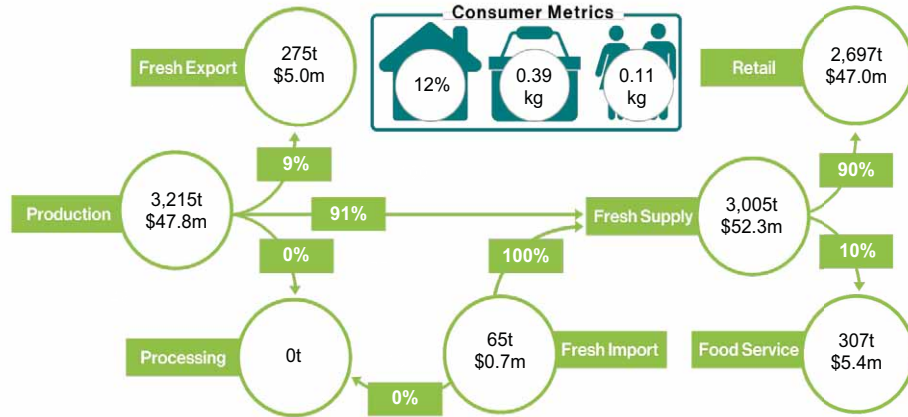 Consumer Metrics
275t
$5.0m
Fresh Export
12%
0.39
kg
0.11
kg
2,697t
$47.0m
Retail
9%
90%
3,215t
$47.8m
Production
91%
Fresh Supply
3,005t
$52.3m
0%
100%
10%
Processing
0t
65t
$0.7m
Fresh Import
Food Service
307t
$5.4m
0%